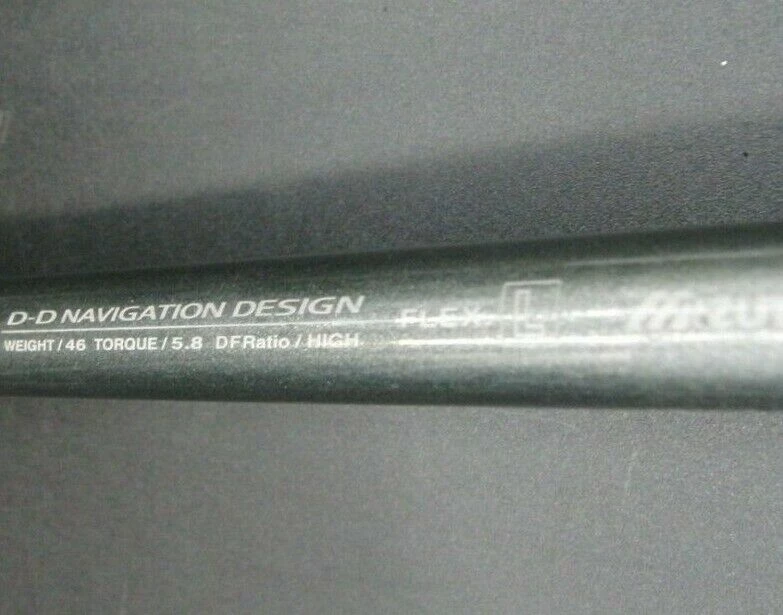 D-D NAVIGATION DESIGN FLEX L
WEIGHT/46 TORQUE/5.8 DFRatio/HIGH